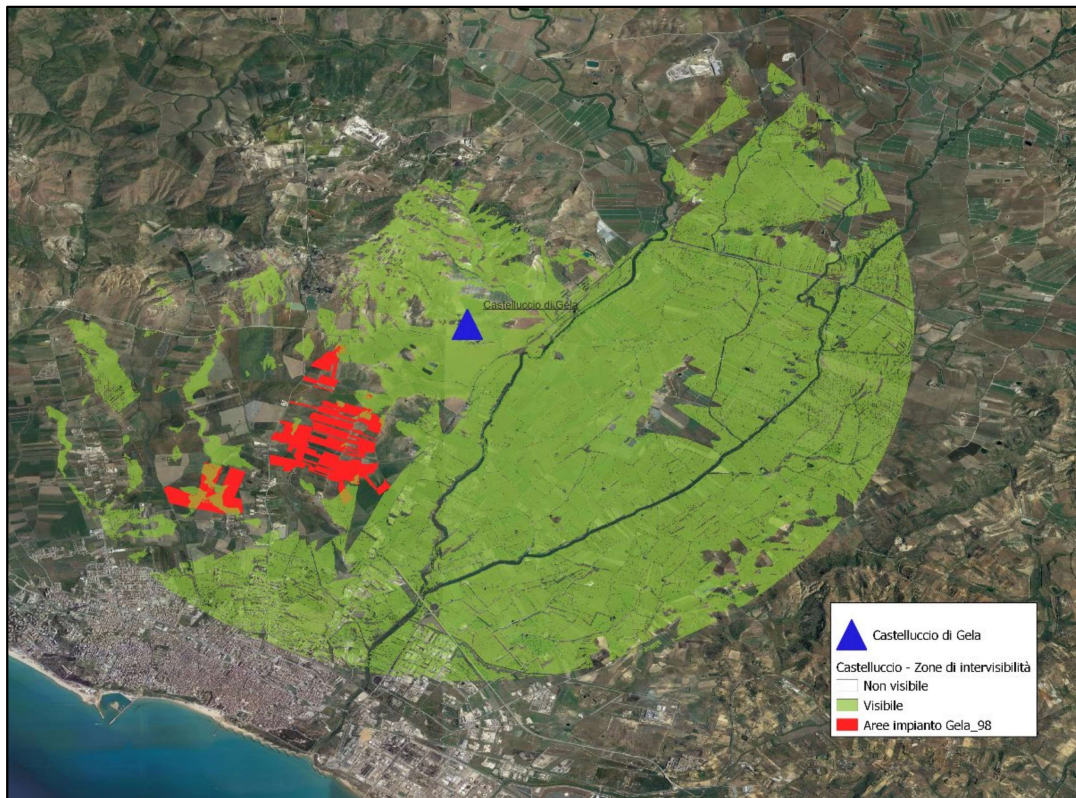 Castelluccio di Gela
Castelluccio di Gela
Castelluccio - Zone di intervisibilità
Non visibile
Visibile
Aree impianto Gela_98